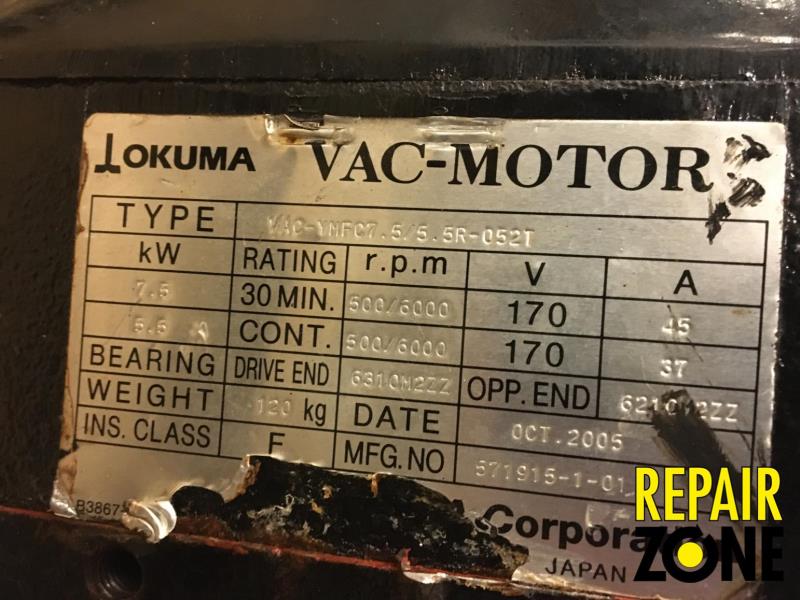 OKUMA VAC-MOTOR
TYPE VAC-YMFC7.5/5.5R-052T
kW RATING r.p.m V A
7.5 30 MIN. 500/6000 170 45
5.5 CONT. 500/6000 170 37
BEARING DRIVE END 6310M2ZZ OPP.END 6210M2ZZ
WEIGHT 120 kg DATE OCT.2005
INS. CLASS F MFG.NO 571915-1-01
B3867
Corpora
JAPAN
REPAIR
ZONE